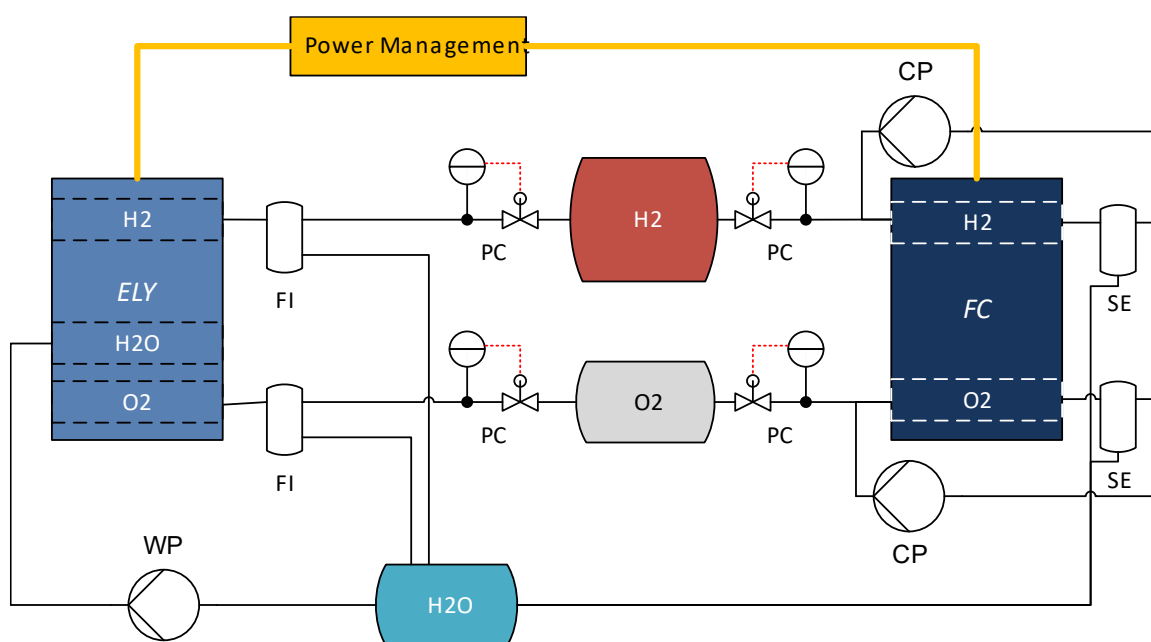 Power Management
CP
H2
H2
H2
PC
PC
ELY
FI
FC
SE
H2O
O2
O2
O2
PC
PC
FI
SE
WP
CP
H2O